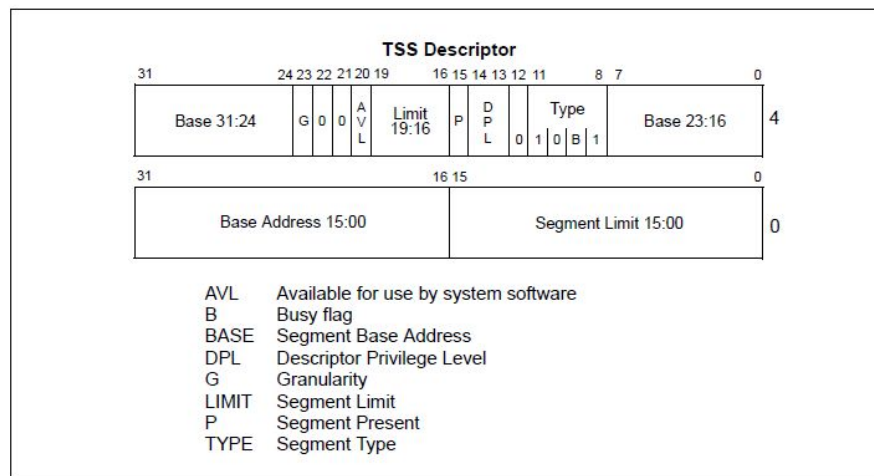 TSS Descriptor
31 24 23 22 21 20 19 16 15 14 13 12 11 8 7 0
Base 31:24 G 0 0 AVL Limit 19:16 P DPL 0 Type 1 0 B 1 Base 23:16 4
31 16 15 0
Base Address 15:00 Segment Limit 15:00 0
AVL Available for use by system software
B Busy flag
BASE Segment Base Address
DPL Descriptor Privilege Level
G Granularity
LIMIT Segment Limit
P Segment Present
TYPE Segment Type